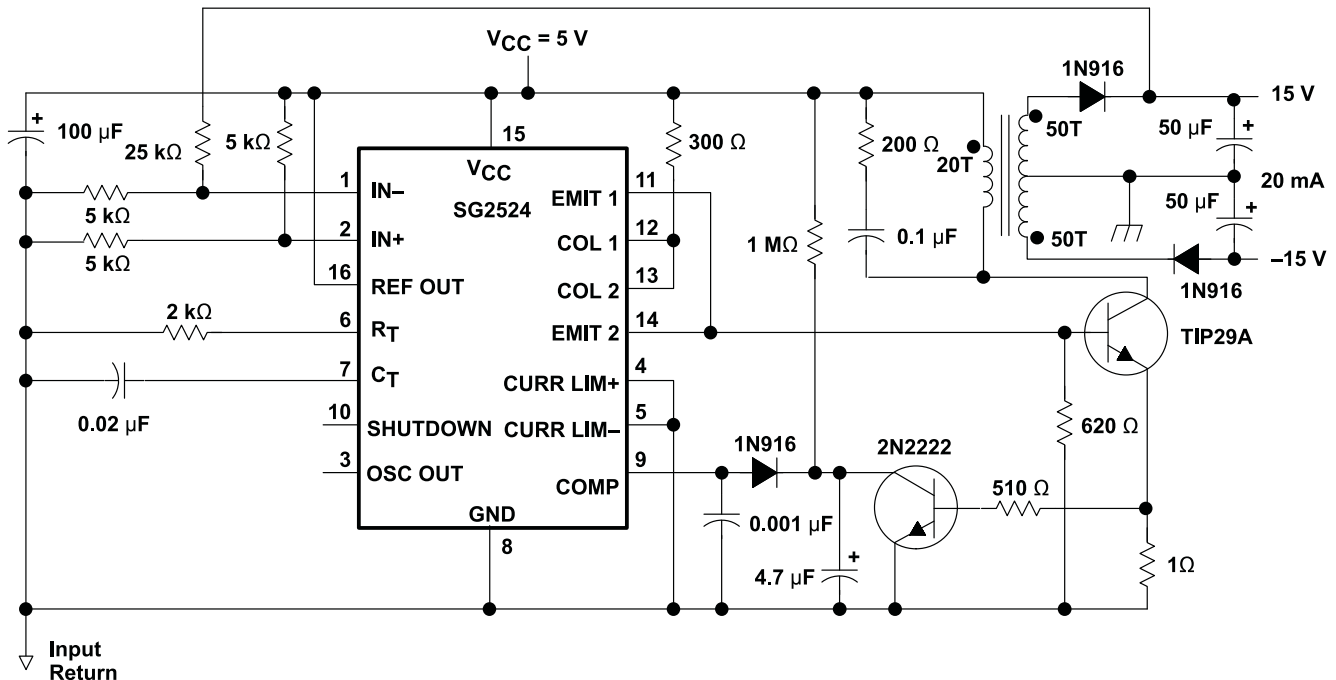 V_CC = 5 V
1N916
15 V
100 µF
25 kΩ
5 kΩ
15
V_CC
SG2524
300 Ω
200 Ω
20T
50T
50 µF
20 mA
50 µF
50T
–15 V
1N916
5 kΩ
5 kΩ
1
IN–
2
IN+
16
REF OUT
2 kΩ
6
R_T
7
C_T
0.02 µF
10
SHUTDOWN
3
OSC OUT
EMIT 1
11
COL 1
12
COL 2
13
EMIT 2
14
CURR LIM+
4
CURR LIM–
5
COMP
9
GND
8
1 MΩ
0.1 µF
TIP29A
620 Ω
1N916
2N2222
510 Ω
0.001 µF
4.7 µF
1Ω
+
+
+
+
Input
Return